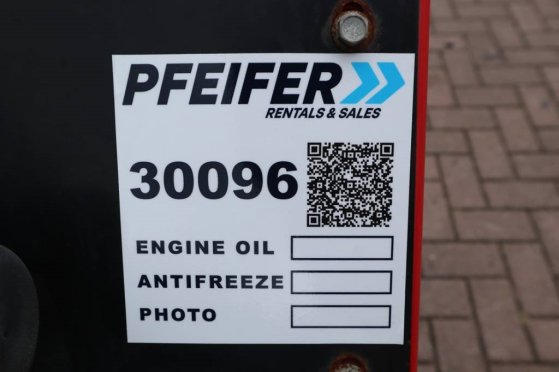 PFEIFER
RENTALS & SALES
30096
ENGINE OIL
ANTIFREEZE
PHOTO